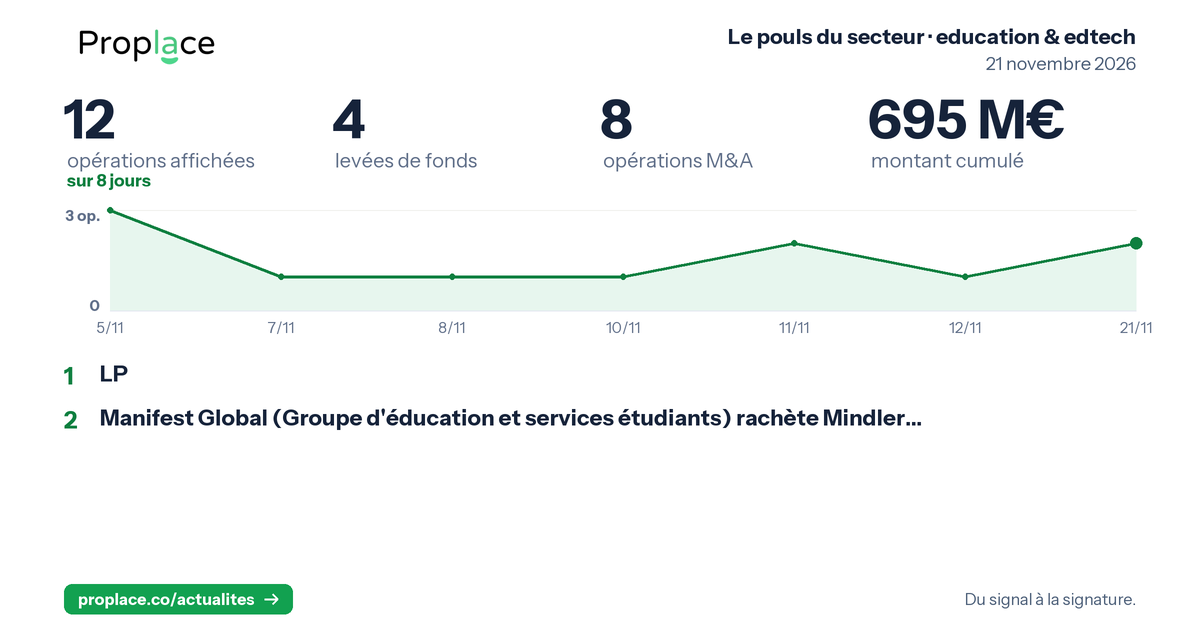 Proplace
Le pouls du secteur · education & edtech
21 novembre 2026
12
opérations affichées
sur 8 jours
4
levées de fonds
8
opérations M&A
695 M€
montant cumulé
3 op.
0
5/11
7/11
8/11
10/11
11/11
12/11
21/11
1 LP
2 Manifest Global (Groupe d'éducation et services étudiants) rachète Mindler...
proplace.co/actualites →
Du signal à la signature.